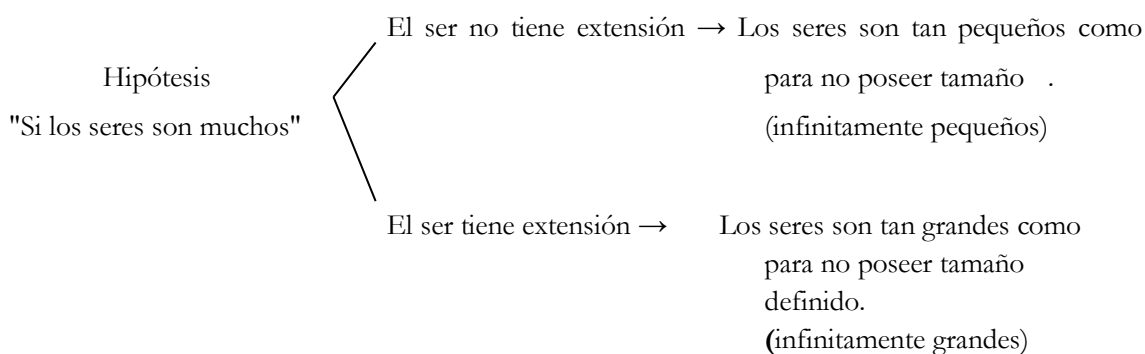 El ser no tiene extensión → Los seres son tan pequeños como
Hipótesis para no poseer tamaño .
"Si los seres son muchos" (infinitamente pequeños)
El ser tiene extensión → Los seres son tan grandes como
para no poseer tamaño
definido.
(infinitamente grandes)